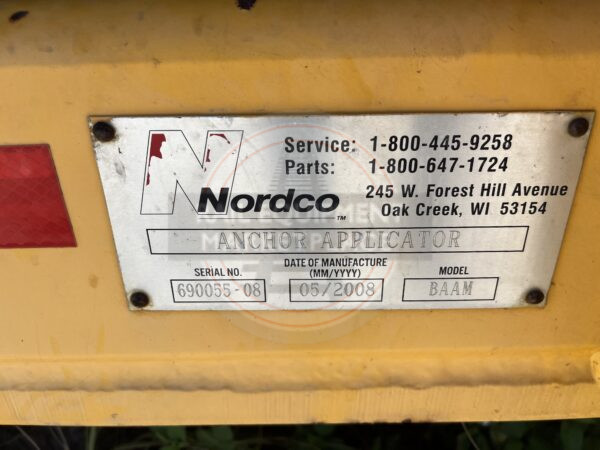 Service: 1-800-445-9258
Parts: 1-800-647-1724
N
Nordco™
245 W. Forest Hill Avenue
Oak Creek, WI 53154
ANCHOR APPLICATOR
SERIAL NO.
DATE OF MANUFACTURE
(MM/YYYY)
MODEL
690055-08
05/2008
BAAM